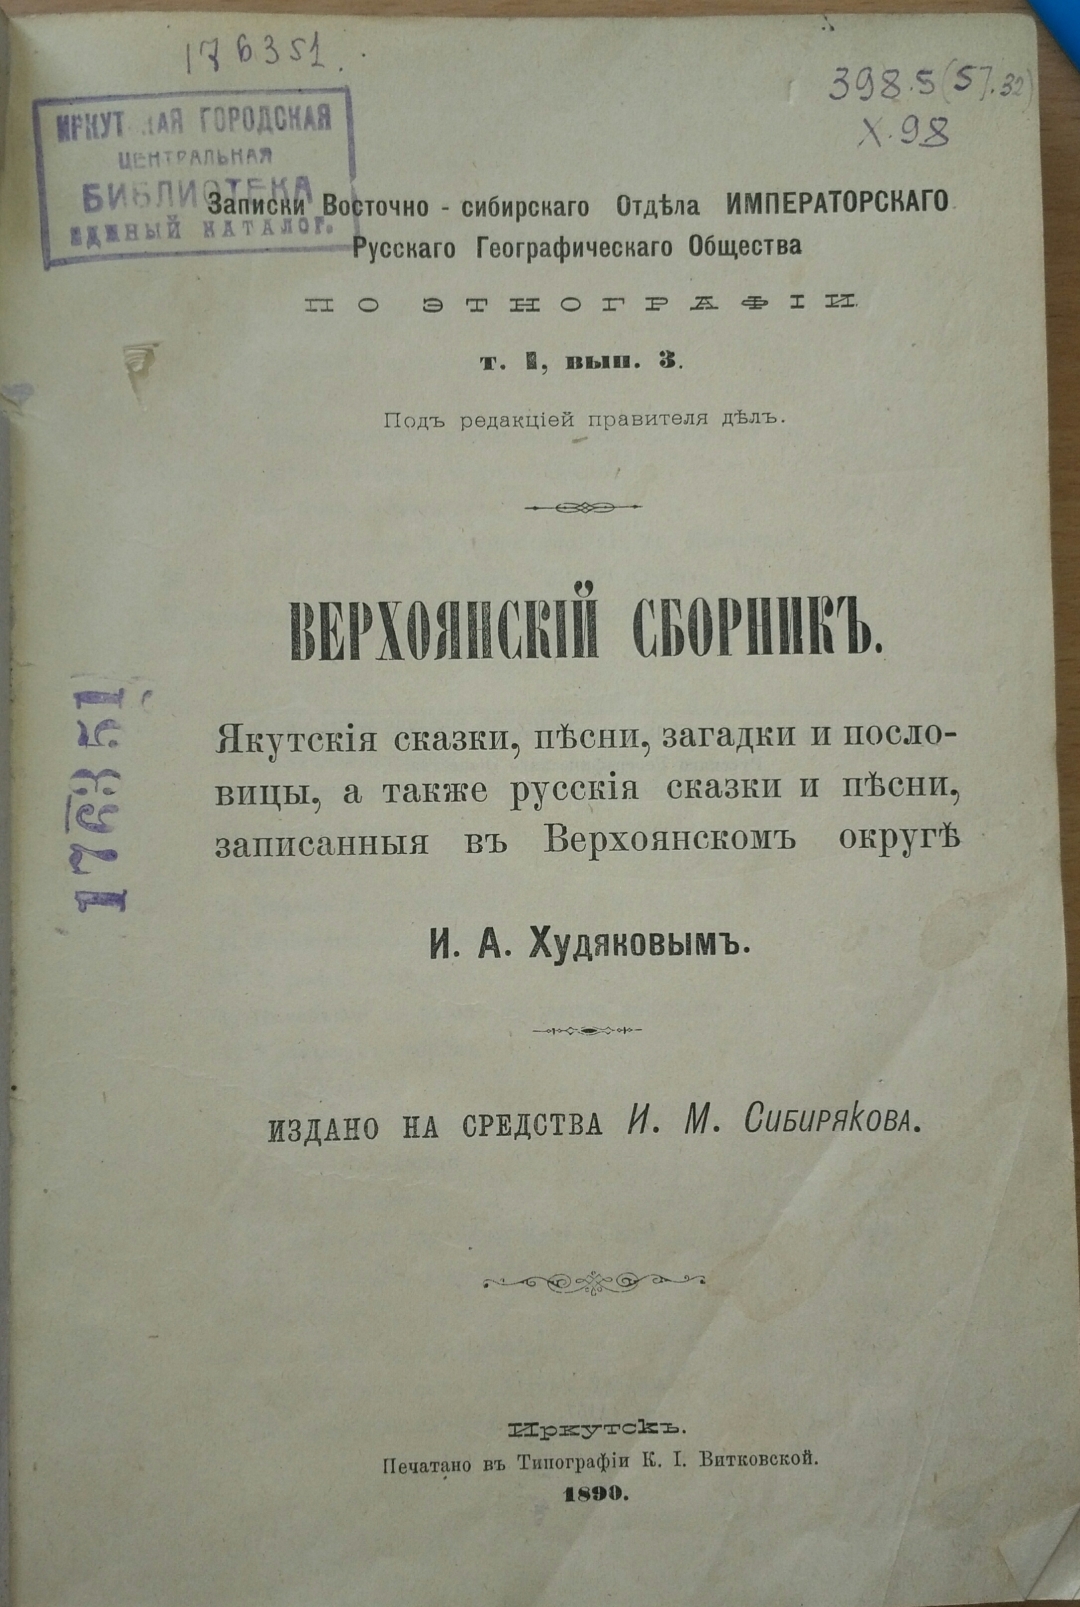 176351.
398.5(57.32)
Х.98
ИРКУТ АЯ ГОРОДСКАЯ
ЦЕНТРАЛЬНАЯ
БИБЛИОТЕКА
ЕДИНЫЙ КАТАЛОГ.
Записки Восточно - сибирскаго Отдѣла ИМПЕРАТОРСКАГО
Русскаго Географическаго Общества
ПО ЭТНОГРАФІИ.
т. I, вып. 3.
Подъ редакціей правителя дѣлъ.
ВЕРХОЯНСКІЙ СБОРНИКЪ.
Якутскія сказки, пѣсни, загадки и посло-
вицы, а также русскія сказки и пѣсни,
записанныя въ Верхоянскомъ округѣ
И. А. Худяковымъ.
176351
ИЗДАНО НА СРЕДСТВА И. М. Сибирякова.
Иркутскъ.
Печатано въ Типографіи К. І. Витковской.
1890.